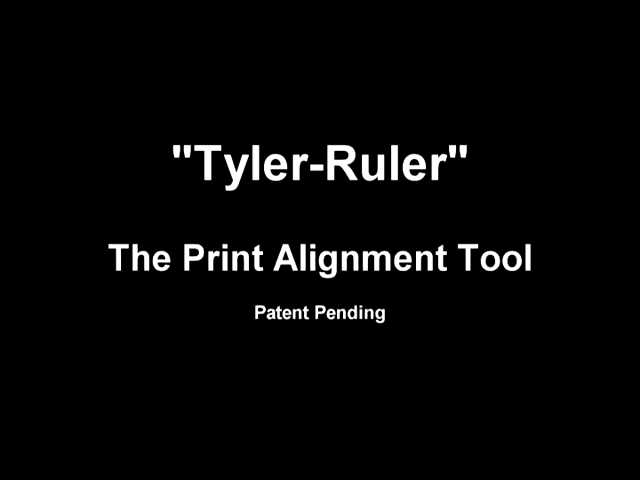 "Tyler-Ruler"
The Print Alignment Tool
Patent Pending